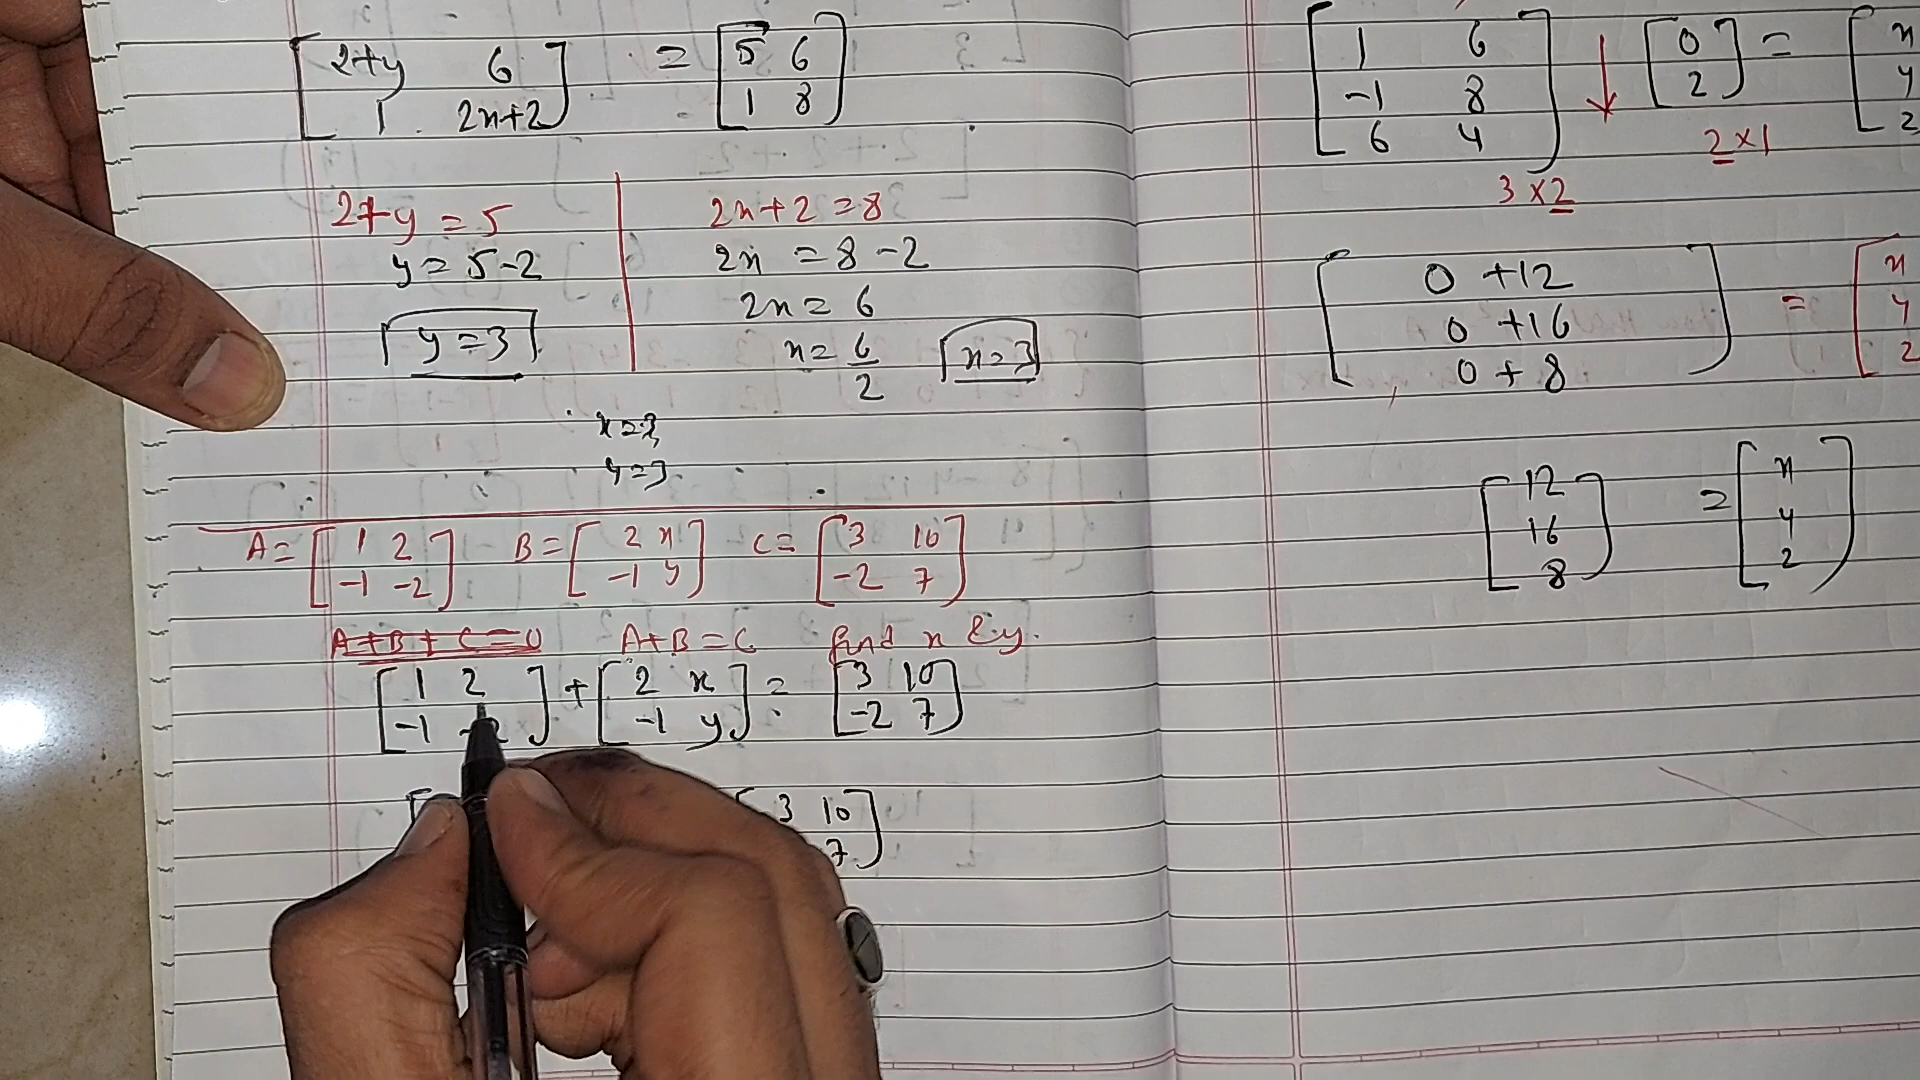 [2+y 6] = [5 6]
[1 2x+2] [1 8]
2+y = 5 2x+2 = 8
y = 5-2 2x = 8-2
2x = 6
y = 3 x = 6/2 x = 3
y = 3
A = [1 2] B = [2 x] C = [3 10]
[-1 -2] [-1 y] [-2 7]
A+B+C=0 A+B=C find x & y.
[1 2] + [2 x] = [3 10]
[-1 -2] [-1 y] [-2 7]
[3 10]
7]
[1 6] [0] = [x
[-1 8] [2] y
[6 4] 2×1 z
3×2
[0 +12] = [x
[0 +16] y
[0 + 8] z
[12] = [x]
[16] [y]
[8] [z]